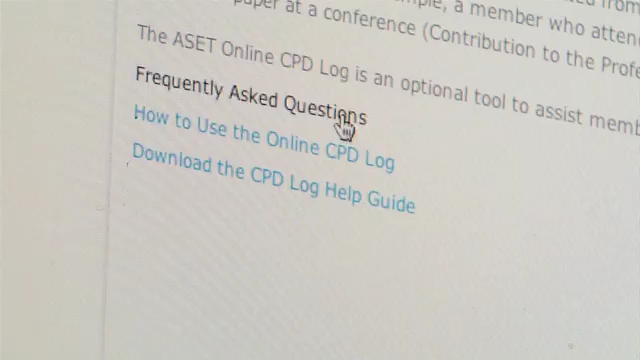 a member who atten
paper at a conference (Contribution to the Profe
The ASET Online CPD Log is an optional tool to assist memb
Frequently Asked Questions
How to Use the Online CPD Log
Download the CPD Log Help Guide